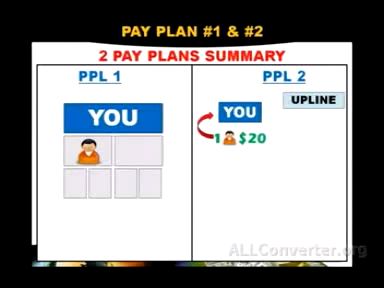 PAY PLAN #1 & #2
2 PAY PLANS SUMMARY
PPL 1
PPL 2
UPLINE
YOU
YOU
1 $20
ALLConverter.org